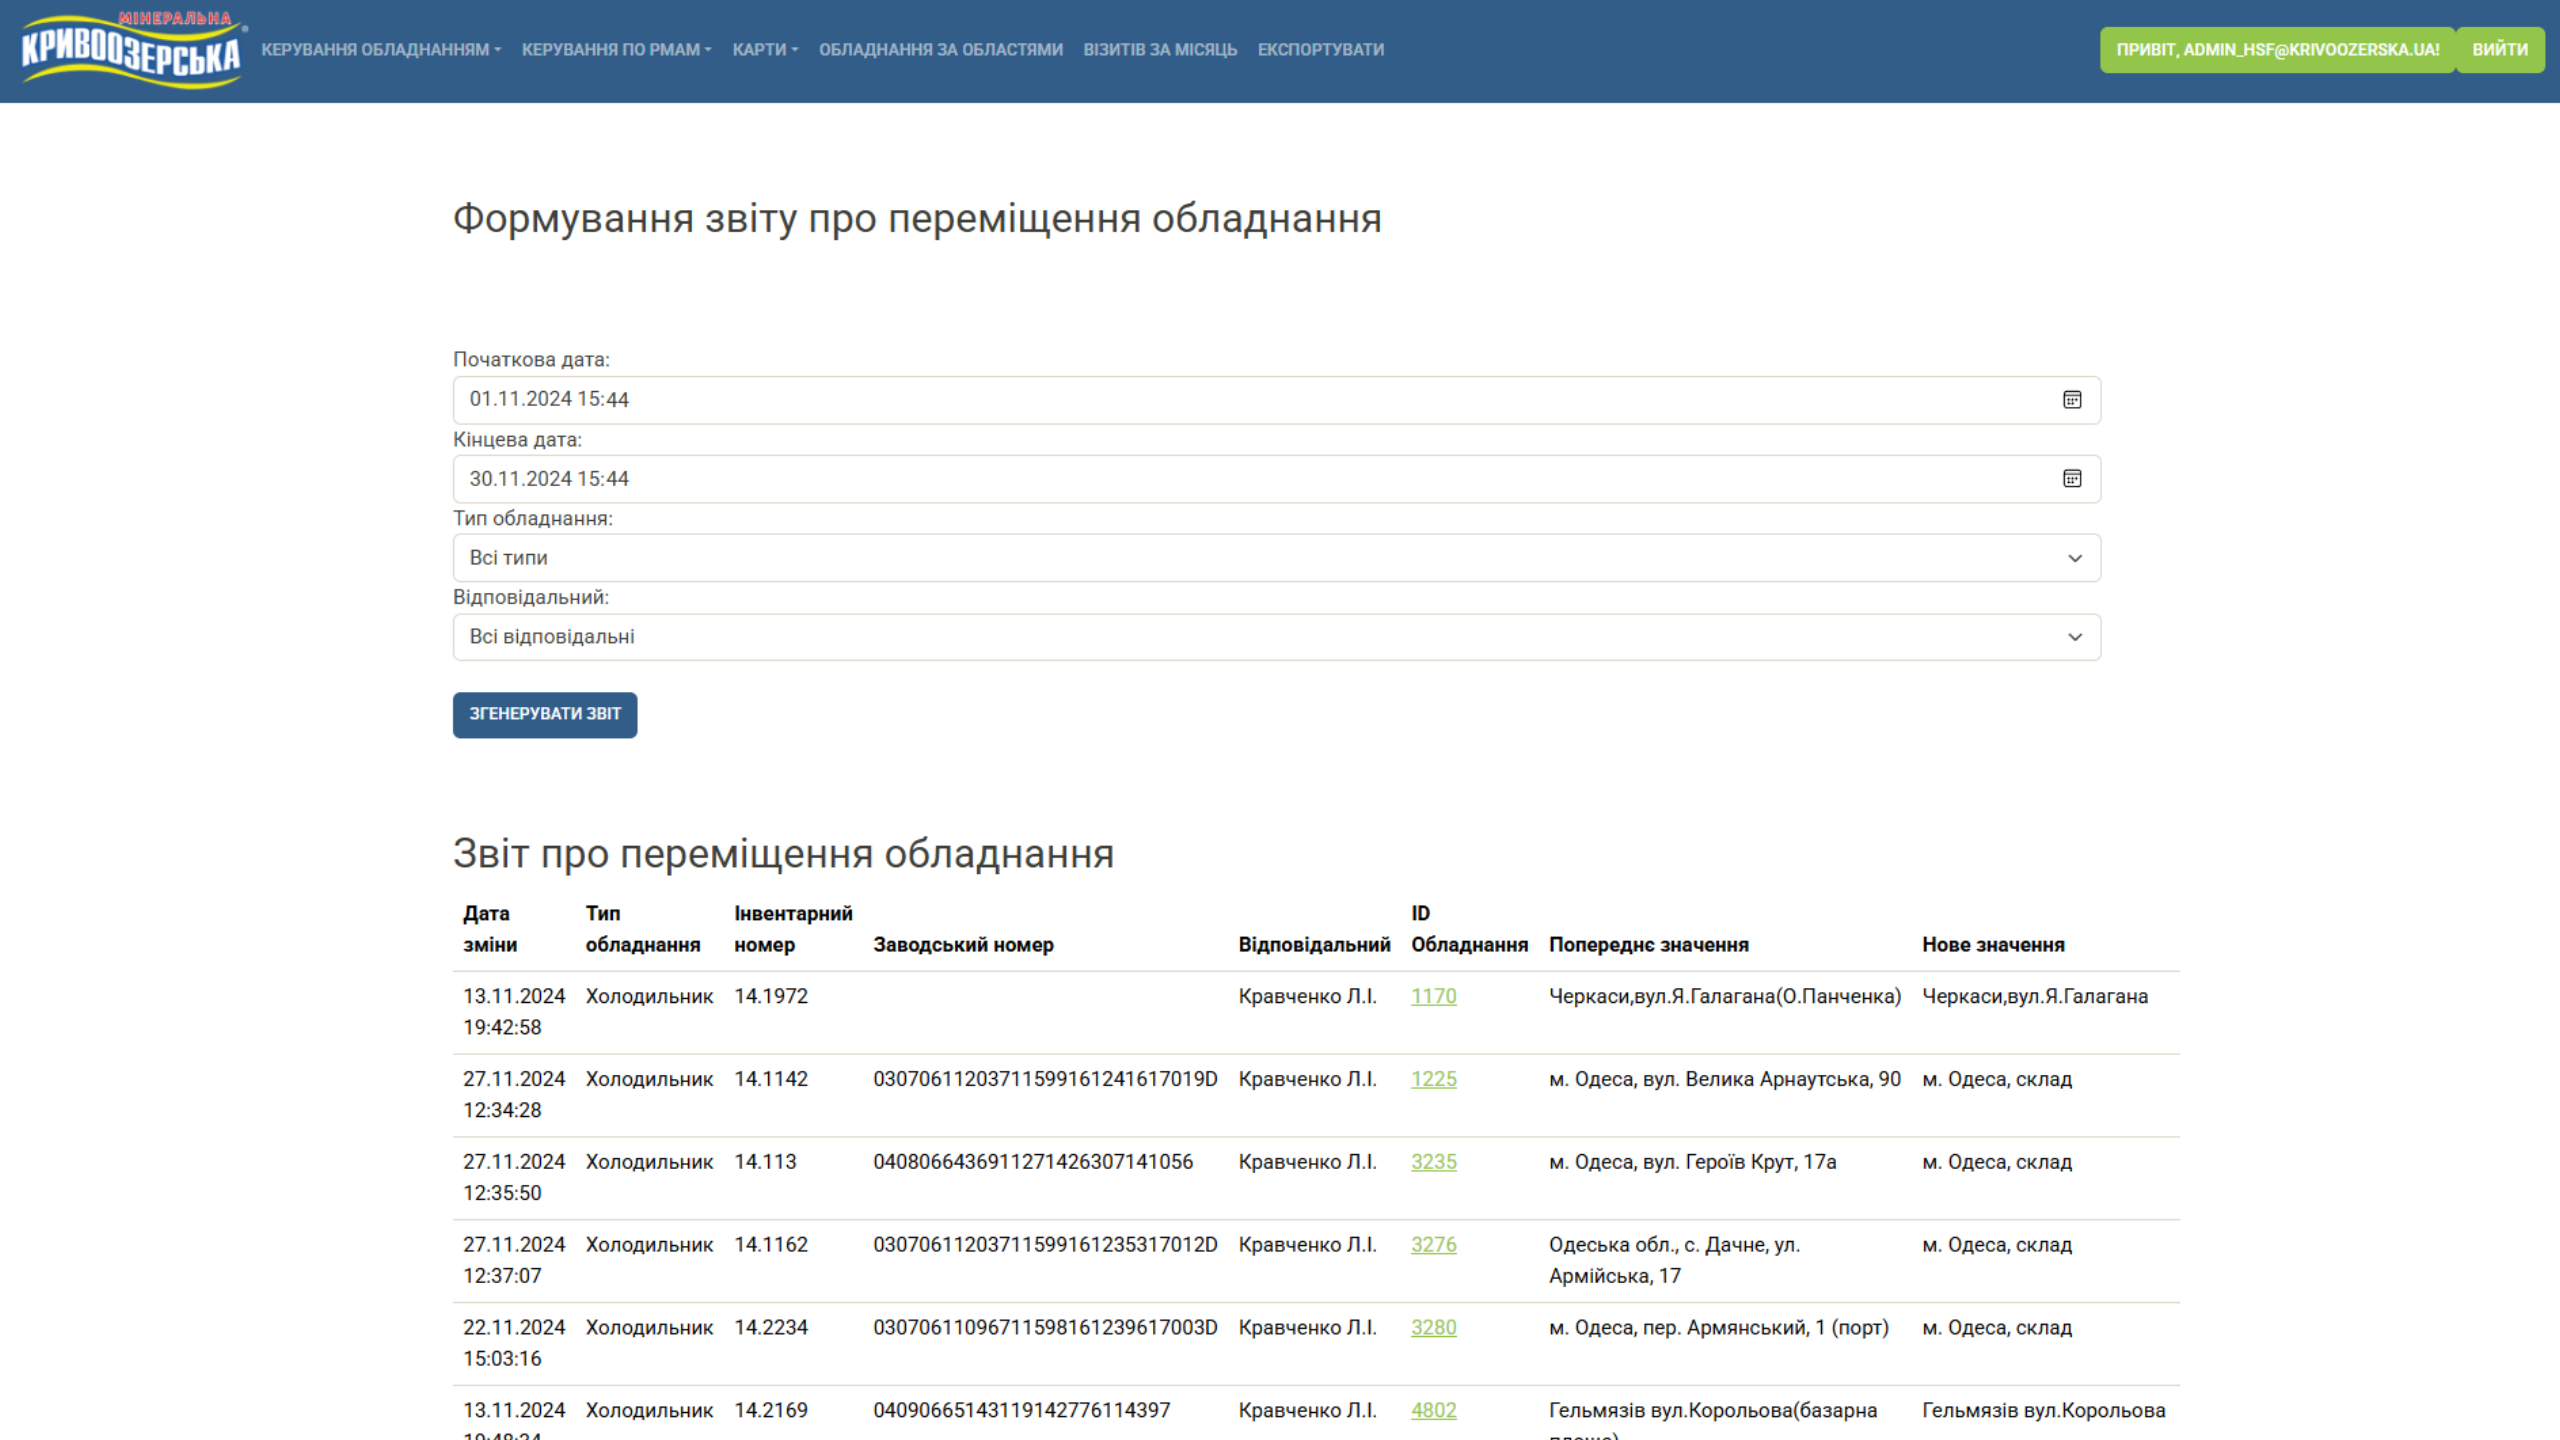 МІНЕРАЛЬНА
КРИВООЗЕРСЬКА
КЕРУВАННЯ ОБЛАДНАННЯМ КЕРУВАННЯ ПО РМАМ КАРТИ ОБЛАДНАННЯ ЗА ОБЛАСТЯМИ ВІЗИТІВ ЗА МІСЯЦЬ ЕКСПОРТУВАТИ ПРИВІТ, ADMIN_HSF@KRIVOOZERSKA.UA! ВИЙТИ
Формування звіту про переміщення обладнання
Початкова дата:
01.11.2024 15:44
Кінцева дата:
30.11.2024 15:44
Тип обладнання:
Всі типи
Відповідальний:
Всі відповідальні
ЗГЕНЕРУВАТИ ЗВІТ
Звіт про переміщення обладнання
Дата зміни Тип обладнання Інвентарний номер Заводський номер Відповідальний ID Обладнання Попереднє значення Нове значення
13.11.2024 Холодильник 14.1972 Кравченко Л.І. 1170 Черкаси,вул.Я.Галагана(О.Панченка) Черкаси,вул.Я.Галагана
19:42:58
27.11.2024 Холодильник 14.1142 030706112037115991612416170​19D Кравченко Л.І. 1225 м. Одеса, вул. Велика Арнаутська, 90 м. Одеса, склад
12:34:28
27.11.2024 Холодильник 14.113 04080664369112714263071​41056 Кравченко Л.І. 3235 м. Одеса, вул. Героїв Крут, 17а м. Одеса, склад
12:35:50
27.11.2024 Холодильник 14.1162 03070611203711599161235317012D Кравченко Л.І. 3276 Одеська обл., с. Дачне, ул. м. Одеса, склад
12:37:07 Армійська, 17
22.11.2024 Холодильник 14.2234 03070611096711598161239617003D Кравченко Л.І. 3280 м. Одеса, пер. Армянський, 1 (порт) м. Одеса, склад
15:03:16
13.11.2024 Холодильник 14.2169 04090665143119142776114397 Кравченко Л.І. 4802 Гельмязів вул.Корольова(базарна Гельмязів вул.Корольова